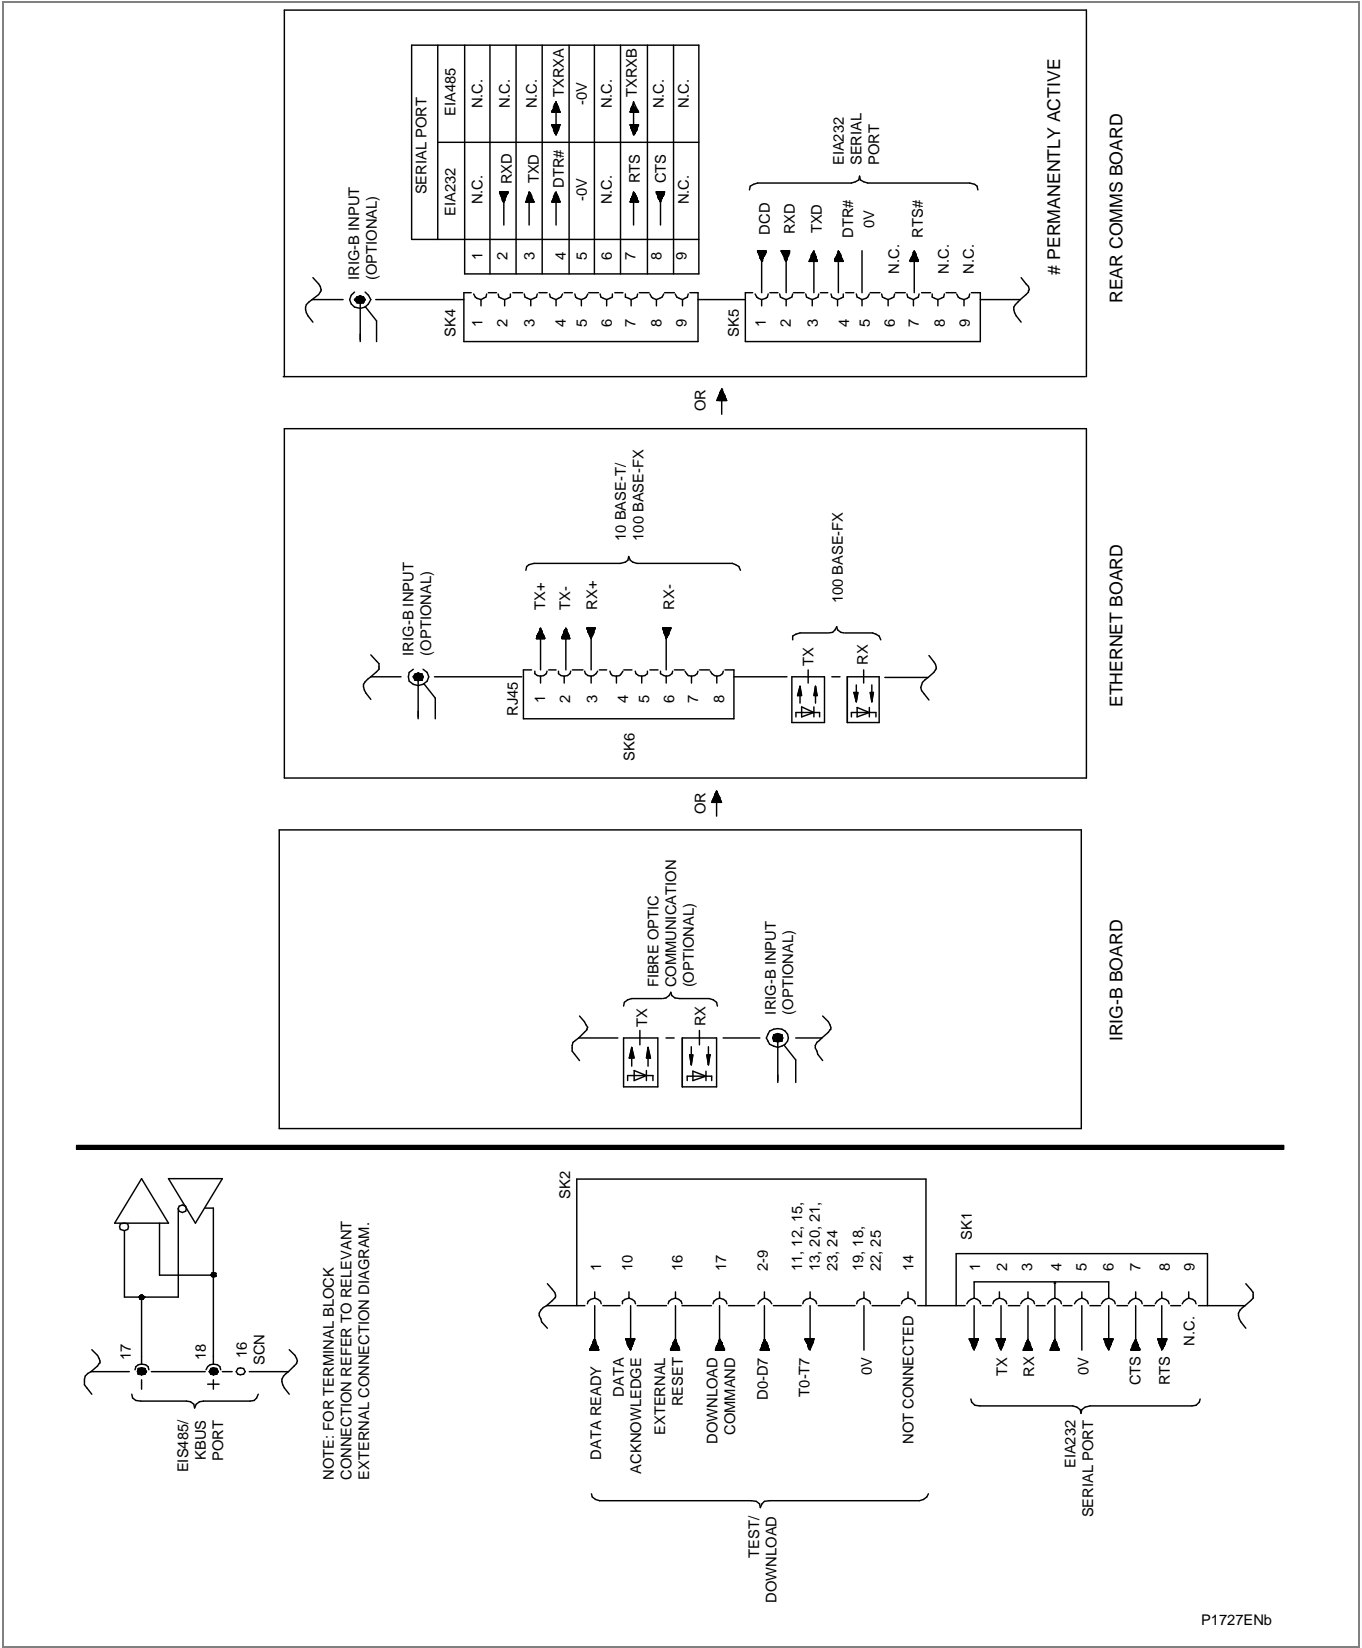 EIS485/
KBUS
PORT
17
18
16
SCN
-
+
NOTE: FOR TERMINAL BLOCK
CONNECTION REFER TO RELEVANT
EXTERNAL CONNECTION DIAGRAM.
TEST/
DOWNLOAD
SK2
DATA READY
1
DATA
ACKNOWLEDGE
10
EXTERNAL
RESET
16
DOWNLOAD
COMMAND
17
D0-D7
2-9
T0-T7
11, 12, 15,
13, 20, 21,
23, 24
0V
19, 18,
22, 25
NOT CONNECTED
14
EIA232
SERIAL PORT
SK1
1
TX 2
RX 3
4
0V 5
6
CTS 7
RTS 8
N.C. 9
FIBRE OPTIC
COMMUNICATION
(OPTIONAL)
TX
RX
IRIG-B INPUT
(OPTIONAL)
IRIG-B BOARD
OR
IRIG-B INPUT
(OPTIONAL)
RJ45
SK6
1 TX+
2 TX-
3 RX+
4
5
6 RX-
7
8
10 BASE-T/
100 BASE-FX
TX
RX
100 BASE-FX
ETHERNET BOARD
OR
IRIG-B INPUT
(OPTIONAL)
SERIAL PORT
EIA232 EIA485
1 N.C. N.C.
2 RXD N.C.
3 TXD N.C.
4 DTR# TXRXA
5 -0V -0V
6 N.C. N.C.
7 RTS TXRXB
8 CTS N.C.
9 N.C. N.C.
SK4
1
2
3
4
5
6
7
8
9
SK5
1 DCD
2 RXD
3 TXD
4 DTR#
5 0V
6 N.C.
7 RTS#
8 N.C.
9 N.C.
EIA232
SERIAL
PORT
# PERMANENTLY ACTIVE
REAR COMMS BOARD
P1727ENb